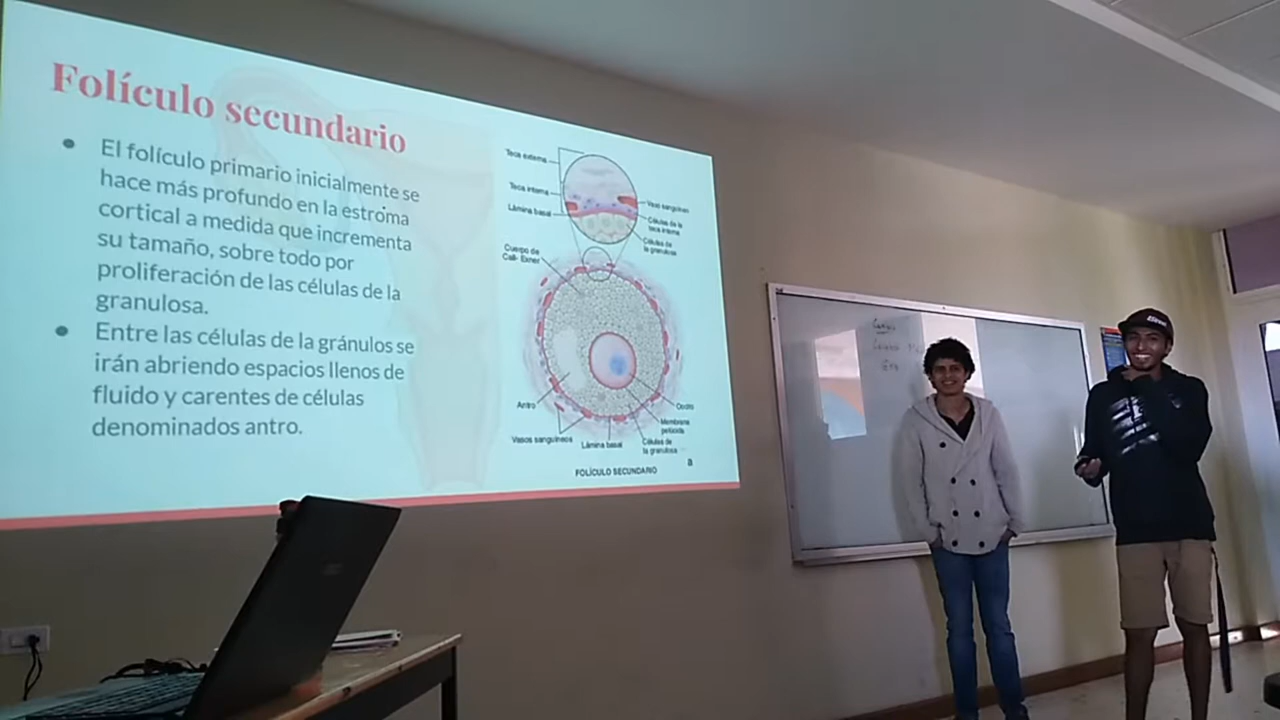 Folículo secundario
El folículo primario inicialmente se
hace más profundo en la estroma
cortical a medida que incrementa
su tamaño, sobre todo por
proliferación de las células de la
granulosa.
Entre las células de la gránulos se
irán abriendo espacios llenos de
fluido y carentes de células
denominados antro.
Teca externa
Teca interna
Lámina basal
Vaso sanguíneo
Células de la
teca interna
Células de
la granulosa
Cuerpo de
Call- Exner
Antro
Vasos sanguíneos
Lámina basal
Oocito
Membrana
pelúcida
Células de
la granulosa
FOLÍCULO SECUNDARIO
a